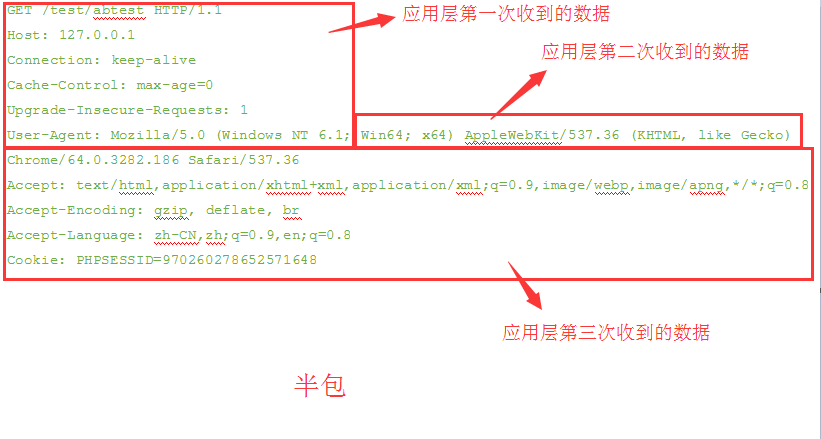 GET /test/abtest HTTP/1.1
应用层第一次收到的数据
Host: 127.0.0.1
应用层第二次收到的数据
Connection: keep-alive
Cache-Control: max-age=0
Upgrade-Insecure-Requests: 1
User-Agent: Mozilla/5.0 (Windows NT 6.1; Win64; x64) AppleWebKit/537.36 (KHTML, like Gecko)
Chrome/64.0.3282.186 Safari/537.36
Accept: text/html,application/xhtml+xml,application/xml;q=0.9,image/webp,image/apng,*/*;q=0.8
Accept-Encoding: gzip, deflate, br
Accept-Language: zh-CN,zh;q=0.9,en;q=0.8
Cookie: PHPSESSID=970260278652571648
应用层第三次收到的数据
半包